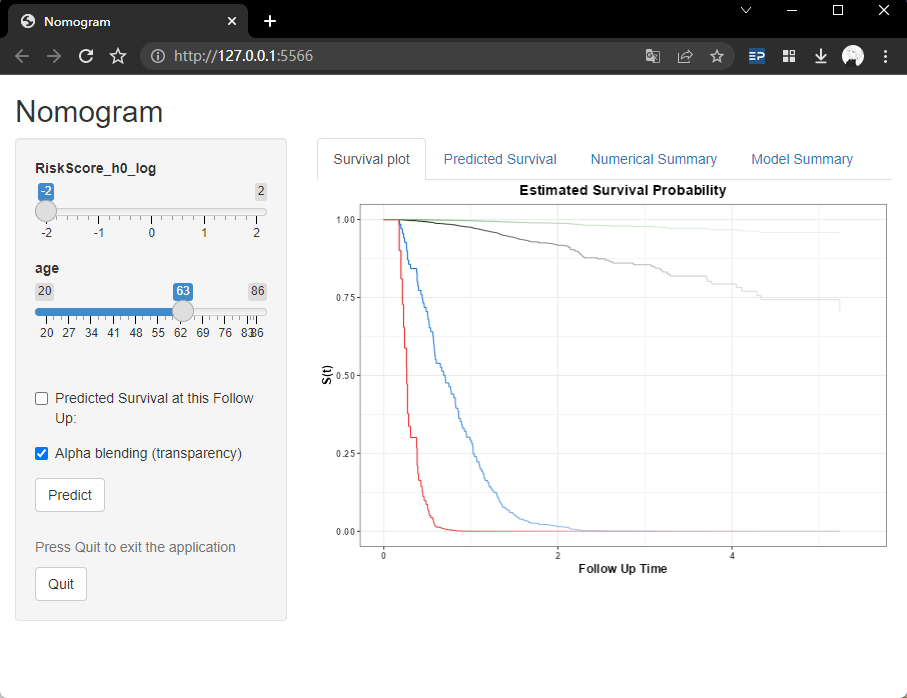 Nomogram
http://127.0.0.1:5566
EP
Nomogram
RiskScore_h0_log
-2 2
-2 -1 0 1 2
age
20 63 86
20 27 34 41 48 55 62 69 76 83 86
Predicted Survival at this Follow
Up:
Alpha blending (transparency)
Predict
Press Quit to exit the application
Quit
Survival plot Predicted Survival Numerical Summary Model Summary
Estimated Survival Probability
1.00
0.75
S(t)
0.50
0.25
0.00
0 2 4
Follow Up Time